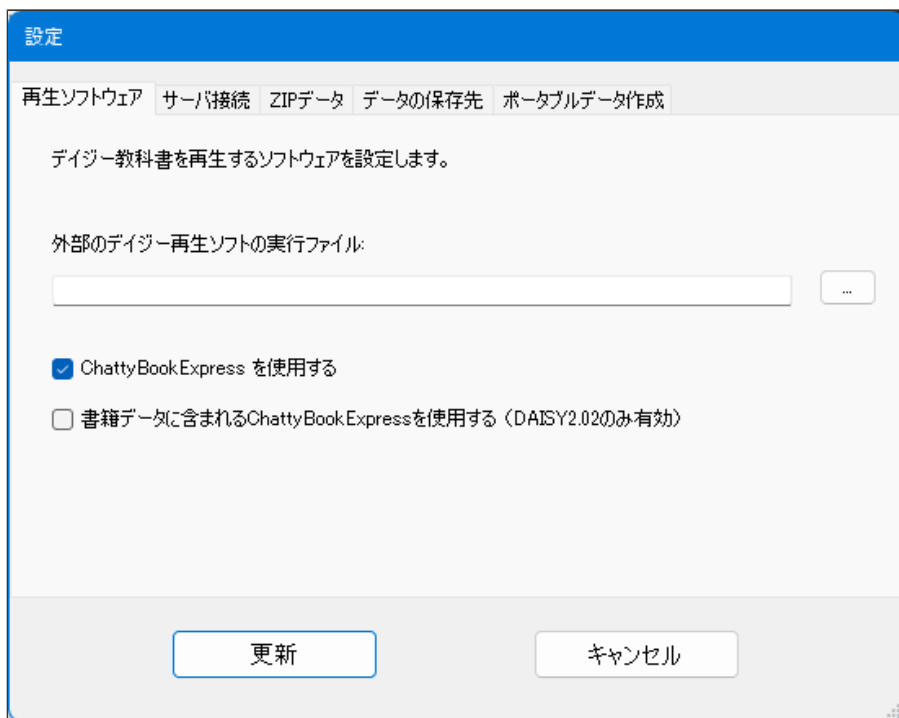 設定
再生ソフトウェア サーバ接続 ZIPデータ データの保存先 ポータブルデータ作成
デイジー教科書を再生するソフトウェアを設定します。
外部のデイジー再生ソフトの実行ファイル:
...
ChattyBookExpress を使用する
書籍データに含まれるChattyBookExpressを使用する（DAISY2.02のみ有効）
更新 キャンセル